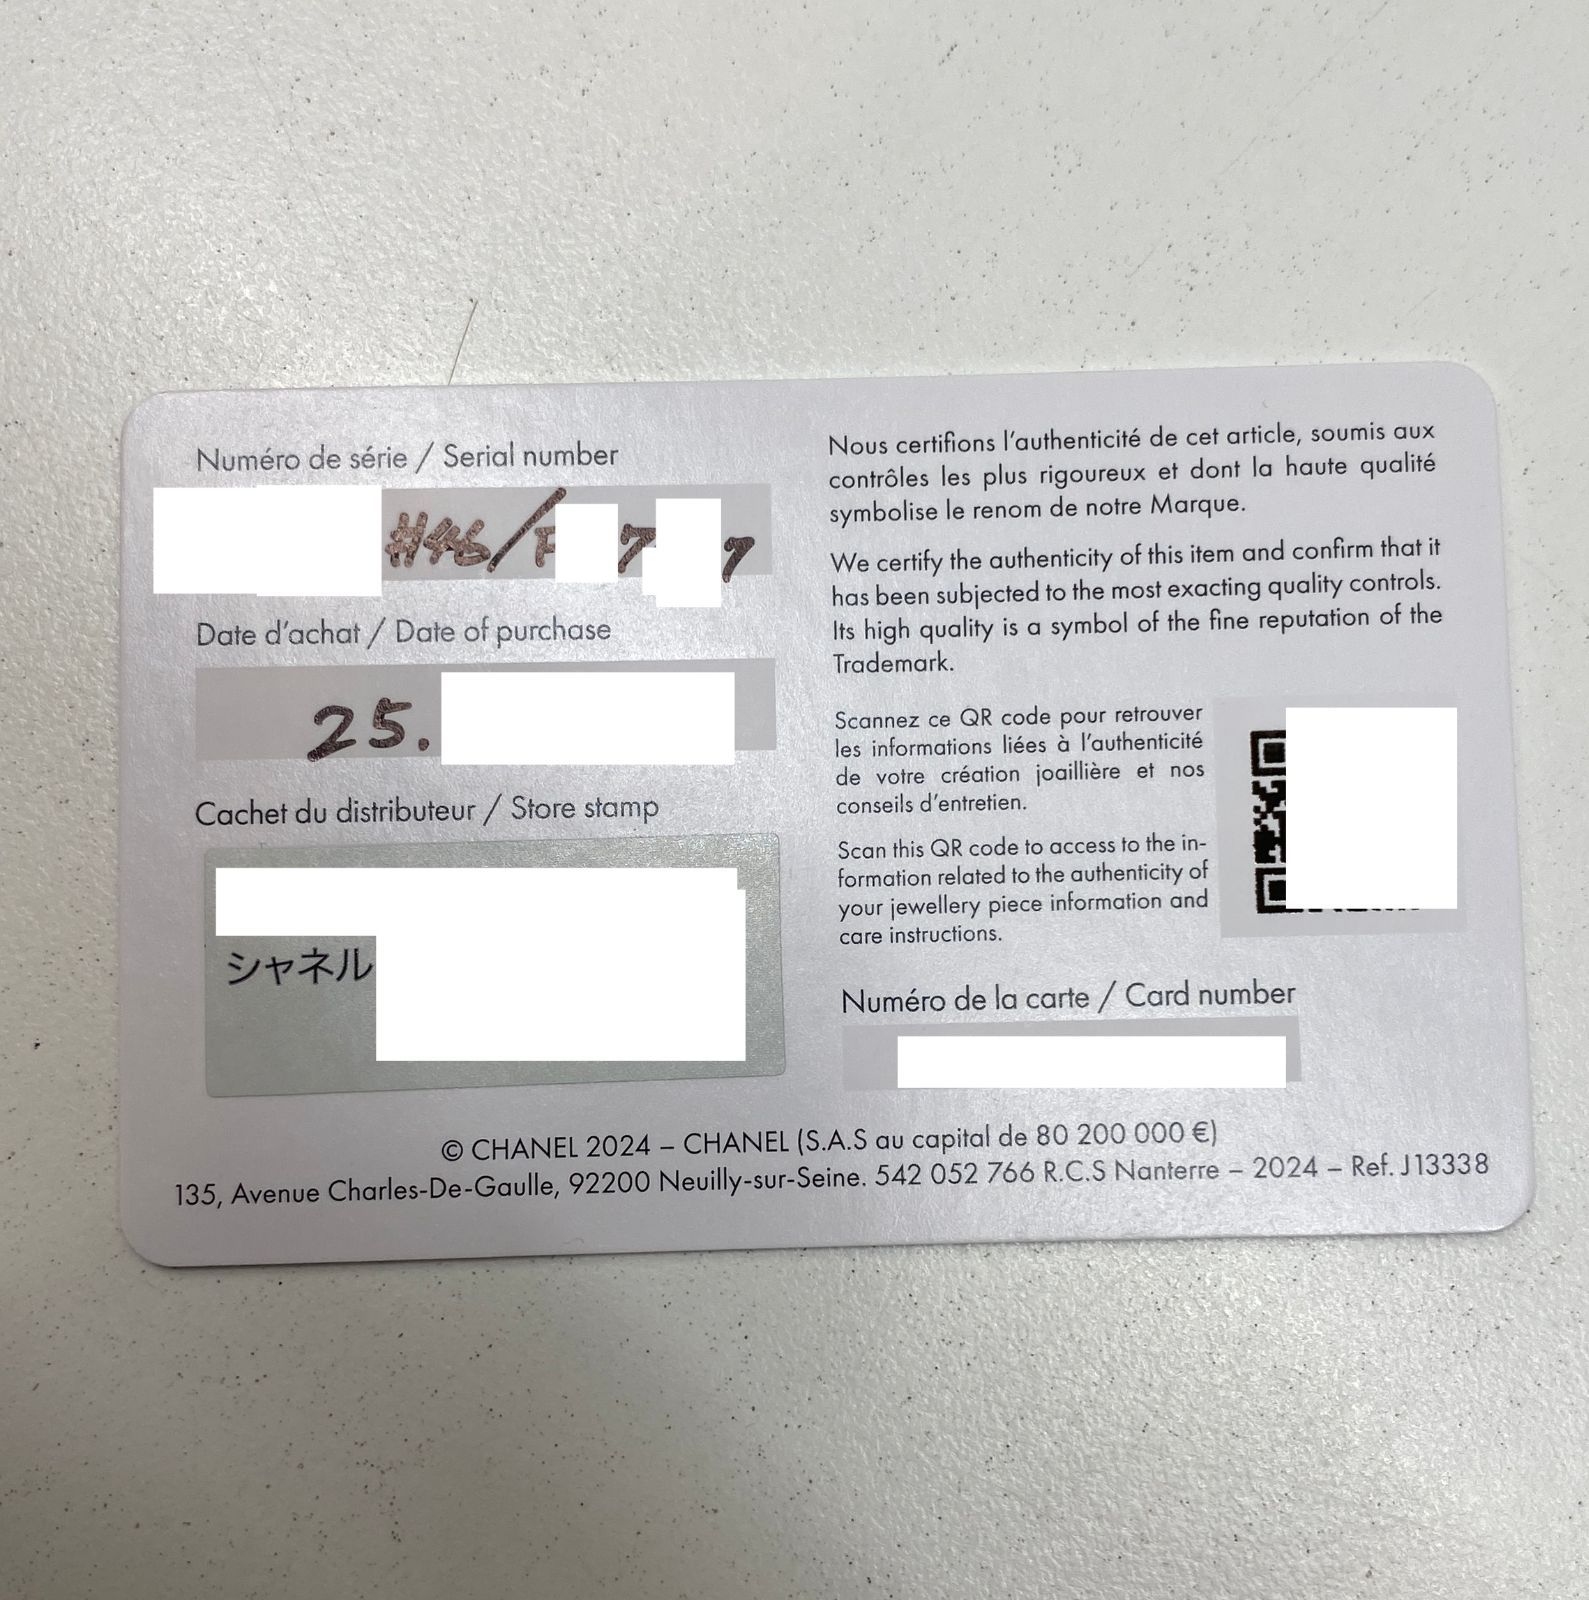 Numéro de série / Serial number
#46/F 7 7
Date d'achat / Date of purchase
25.
Cachet du distributeur / Store stamp
シャネル
Nous certifions l'authenticité de cet article, soumis aux
contrôles les plus rigoureux et dont la haute qualité
symbolise le renom de notre Marque.
We certify the authenticity of this item and confirm that it
has been subjected to the most exacting quality controls.
Its high quality is a symbol of the fine reputation of the
Trademark.
Scannez ce QR code pour retrouver
les informations liées à l'authenticité
de votre création joaillière et nos
conseils d'entretien.
Scan this QR code to access to the in-
formation related to the authenticity of
your jewellery piece information and
care instructions.
Numéro de la carte / Card number
© CHANEL 2024 – CHANEL (S.A.S au capital de 80 200 000 €)
135, Avenue Charles-De-Gaulle, 92200 Neuilly-sur-Seine. 542 052 766 R.C.S Nanterre – 2024 – Ref. J13338